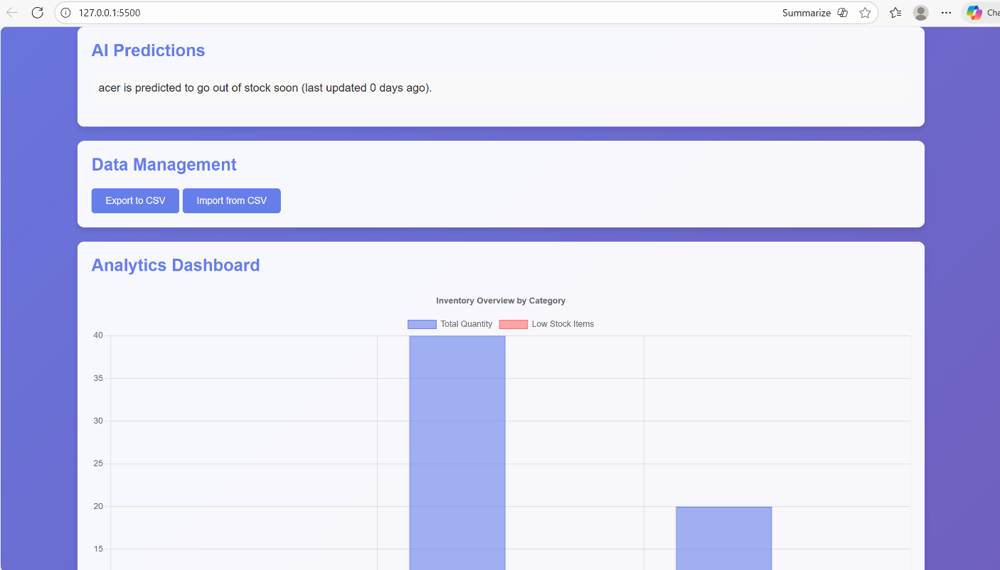 127.0.0.1:5500
Summarize
Cha
AI Predictions
acer is predicted to go out of stock soon (last updated 0 days ago).
Data Management
Export to CSV
Import from CSV
Analytics Dashboard
Inventory Overview by Category
Total Quantity
Low Stock Items
40
35
30
25
20
15